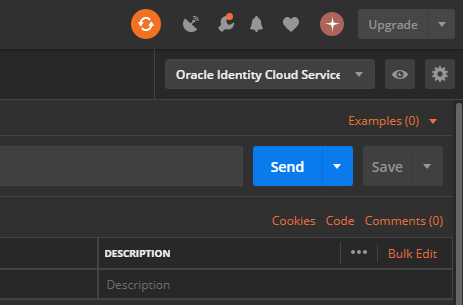 Upgrade
Oracle Identity Cloud Service
Examples (0)
Send
Save
Cookies Code Comments (0)
DESCRIPTION ••• Bulk Edit
Description